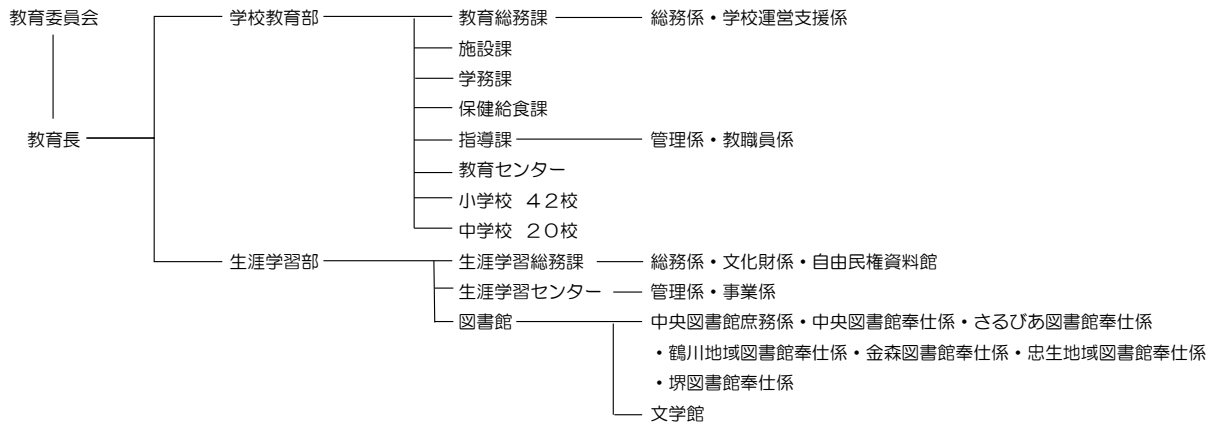 教育委員会 学校教育部 教育総務課 総務係・学校運営支援係
施設課
学務課
保健給食課
教育長 指導課 管理係・教職員係
教育センター
小学校 42校
中学校 20校
生涯学習部 生涯学習総務課 総務係・文化財係・自由民権資料館
生涯学習センター 管理係・事業係
図書館 中央図書館庶務係・中央図書館奉仕係・さるびあ図書館奉仕係
・鶴川地域図書館奉仕係・金森図書館奉仕係・忠生地域図書館奉仕係
・堺図書館奉仕係
文学館